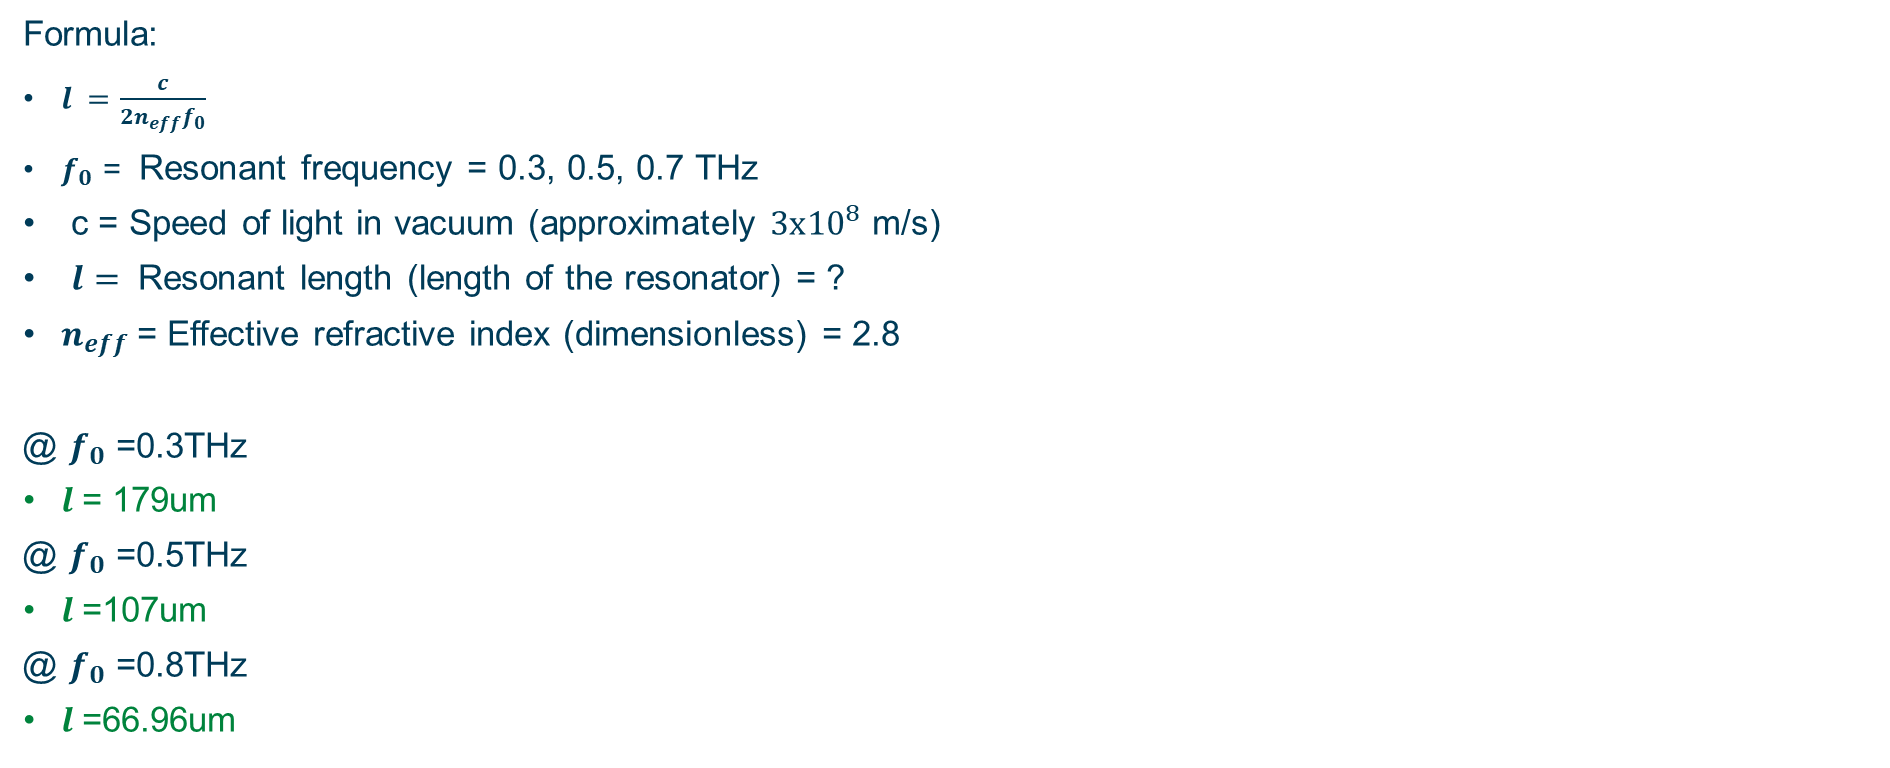 Formula:
• l = c / 2n_eff f_0
• f_0 = Resonant frequency = 0.3, 0.5, 0.7 THz
• c = Speed of light in vacuum (approximately 3x10^8 m/s)
• l = Resonant length (length of the resonator) = ?
• n_eff = Effective refractive index (dimensionless) = 2.8
@ f_0 =0.3THz
• l = 179um
@ f_0 =0.5THz
• l =107um
@ f_0 =0.8THz
• l =66.96um